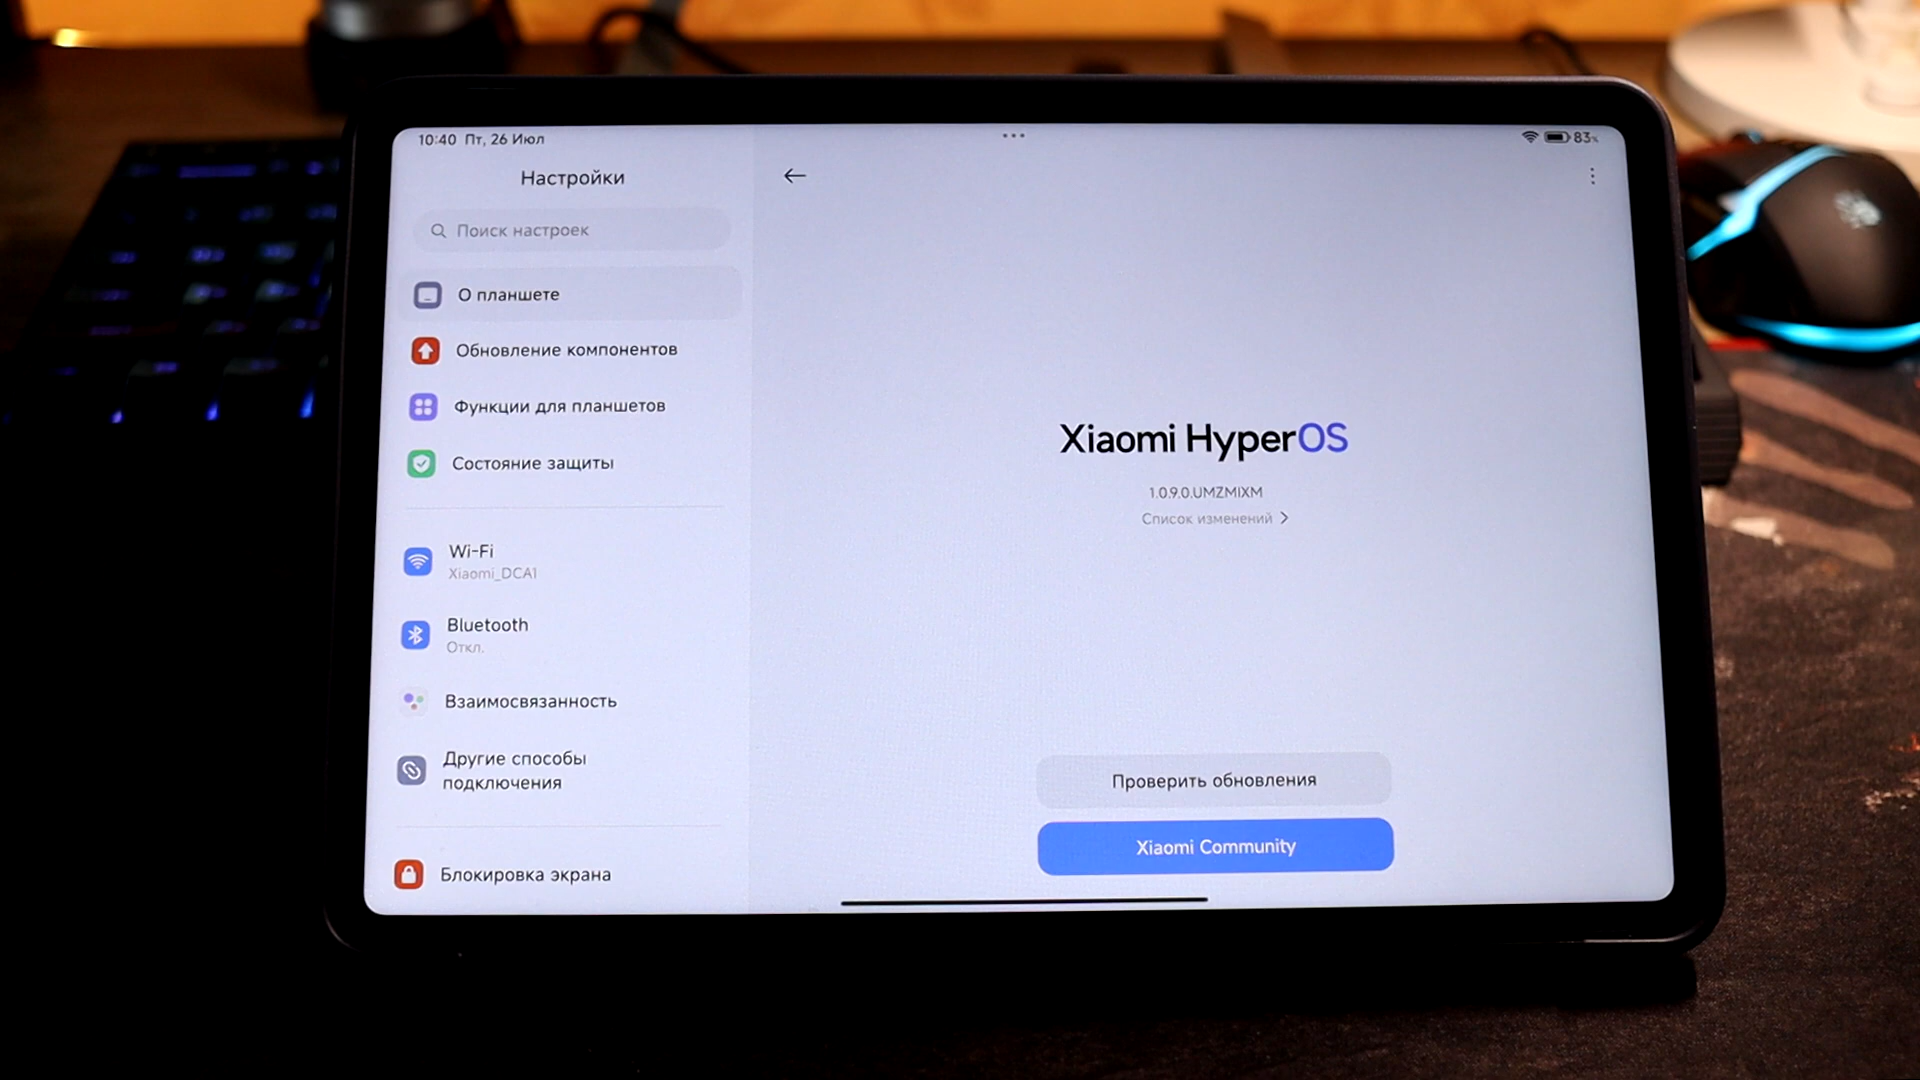 10:40 Пт, 26 Июл
83%
Настройки
Поиск настроек
О планшете
Обновление компонентов
Функции для планшетов
Состояние защиты
Wi-Fi
Xiaomi_DCA1
Bluetooth
Откл.
Взаимосвязанность
Другие способы
подключения
Блокировка экрана
Xiaomi HyperOS
1.0.9.0.UMZMIXM
Список изменений
Проверить обновления
Xiaomi Community